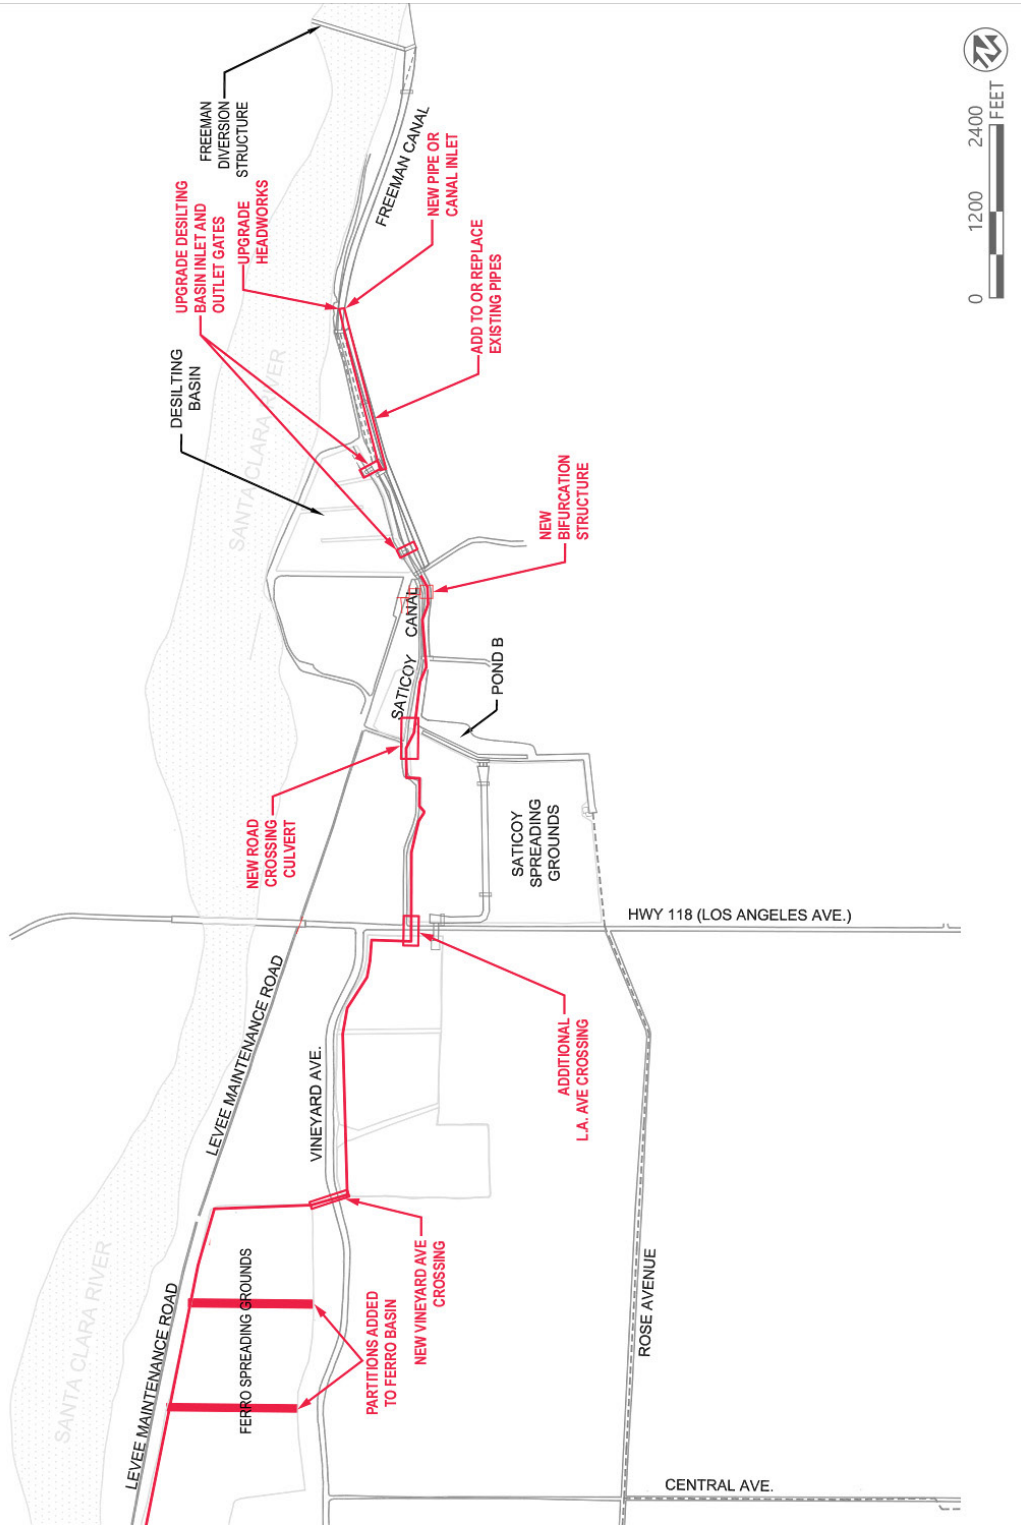 FREEMAN
DIVERSION
STRUCTURE
FREEMAN CANAL
0 1200 2400
FEET
UPGRADE DESILTING
BASIN INLET AND
OUTLET GATES
UPGRADE
HEADWORKS
NEW PIPE OR
CANAL INLET
ADD TO OR REPLACE
EXISTING PIPES
DESILTING
BASIN
SANTA CLARA RIVER
NEW
BIFURCATION
STRUCTURE
SATICOY CANAL
POND B
NEW ROAD
CROSSING
CULVERT
SATICOY
SPREADING
GROUNDS
HWY 118 (LOS ANGELES AVE.)
LEVEE MAINTENANCE ROAD
VINEYARD AVE.
ADDITIONAL
L.A. AVE CROSSING
NEW VINEYARD AVE
CROSSING
PARTITIONS ADDED
TO FERRO BASIN
FERRO SPREADING GROUNDS
LEVEE MAINTENANCE ROAD
SANTA CLARA RIVER
ROSE AVENUE
CENTRAL AVE.